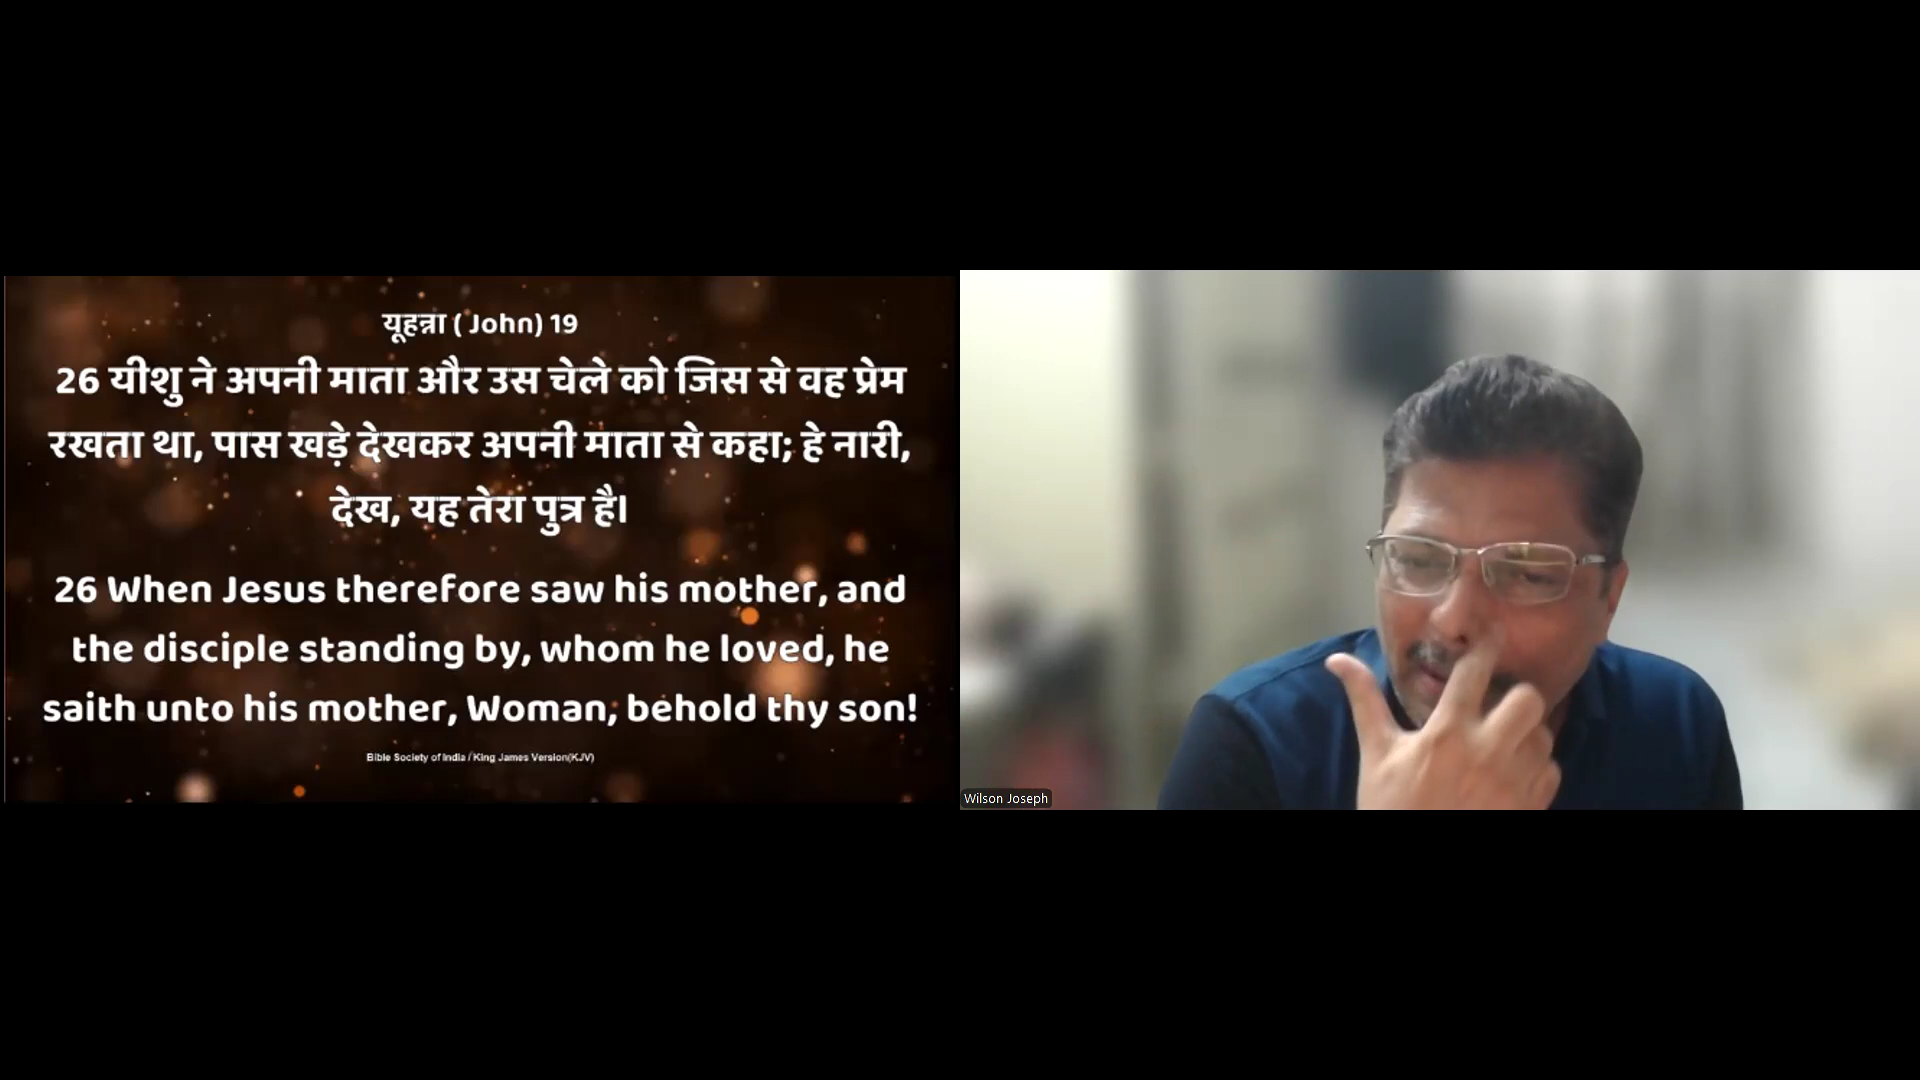 यूहन्ना ( John) 19
26 यीशु ने अपनी माता और उस चेले को जिस से वह प्रेम
रखता था, पास खड़े देखकर अपनी माता से कहा; हे नारी,
देख, यह तेरा पुत्र है।
26 When Jesus therefore saw his mother, and
the disciple standing by, whom he loved, he
saith unto his mother, Woman, behold thy son!
Bible Society of India / King James Version(KJV)
Wilson Joseph